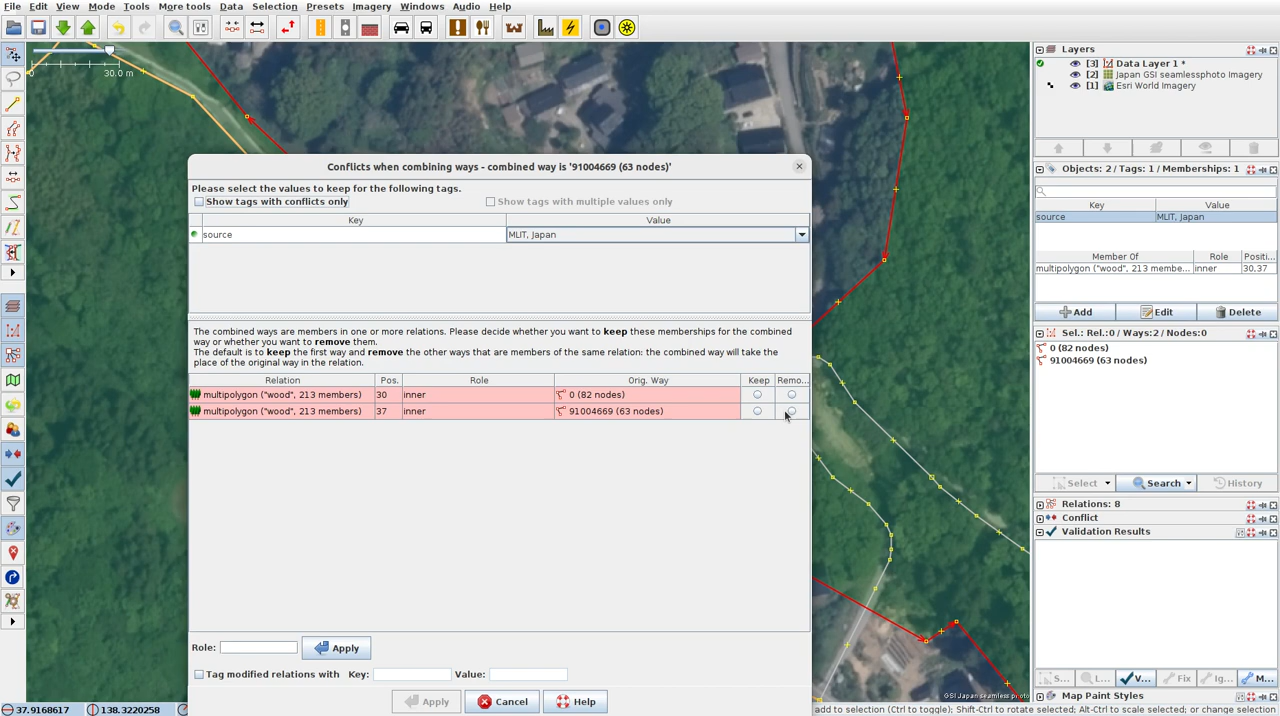 File Edit View Mode Tools More tools Data Selection Presets Imagery Windows Audio Help
0 30.0 m
Conflicts when combining ways - combined way is '91004669 (63 nodes)'
Please select the values to keep for the following tags.
Show tags with conflicts only Show tags with multiple values only
Key Value
source MLIT, Japan
The combined ways are members in one or more relations. Please decide whether you want to keep these memberships for the combined
way or whether you want to remove them.
The default is to keep the first way and remove the other ways that are members of the same relation: the combined way will take the
place of the original way in the relation.
Relation Pos. Role Orig. Way Keep Remo...
multipolygon ("wood", 213 members) 30 inner 0 (82 nodes)
multipolygon ("wood", 213 members) 37 inner 91004669 (63 nodes)
Role: Apply
Tag modified relations with Key: Value:
Apply Cancel Help
Layers
[3] Data Layer 1 *
[2] Japan GSI seamlessphoto Imagery
[1] Esri World Imagery
Objects: 2 / Tags: 1 / Memberships: 1
Key Value
source MLIT, Japan
Member Of Role Positi...
multipolygon ("wood", 213 membe... inner 30.37
Add Edit Delete
Sel.: Rel.:0 / Ways:2 / Nodes:0
0 (82 nodes)
91004669 (63 nodes)
Select Search History
Relations: 8
Conflict
Validation Results
S... L... V... Fix Ig... M...
Map Paint Styles
GSI Japan seamless photo
37.9168617 138.3220258 add to selection (Ctrl to toggle); Shift-Ctrl to rotate selected; Alt-Ctrl to scale selected; or change selection